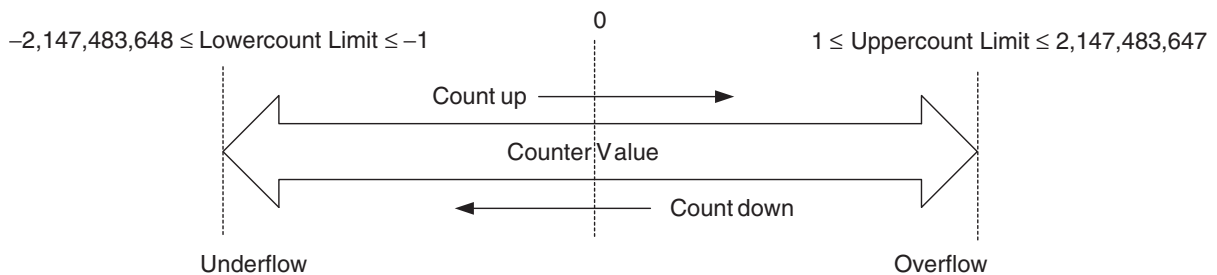 0
−2,147,483,648 ≤ Lowercount Limit ≤ −1
1 ≤ Uppercount Limit ≤ 2,147,483,647
Count up
Counter Value
Count down
Underflow
Overflow